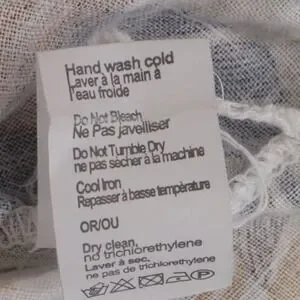 Hand wash cold
Laver à la main à
l'eau froide
Do Not Bleach
Ne Pas javelliser
Do Not Tumble Dry
ne pas sècher à la machine
Cool Iron
Repasser à basse tempèrature
OR/OU
Dry clean,
no trichlorethylene
Laver à sec.
ne pas de trichlorethylene